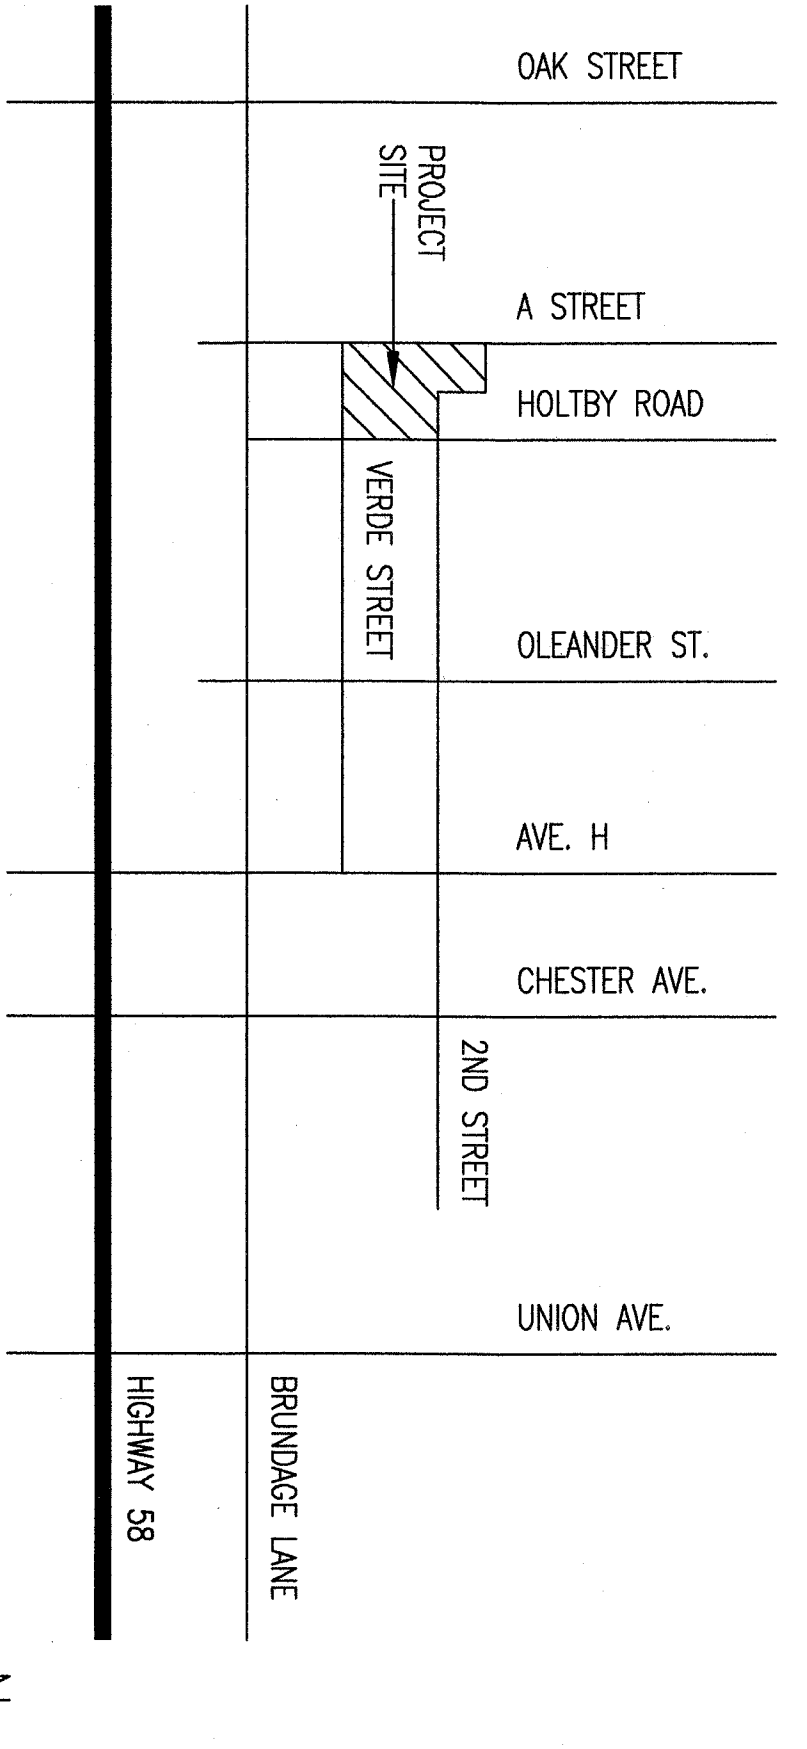 OAK STREET
PROJECT
SITE
A STREET
HOLTBY ROAD
VERDE STREET
OLEANDER ST.
AVE. H
CHESTER AVE.
2ND STREET
UNION AVE.
BRUNDAGE LANE
HIGHWAY 58